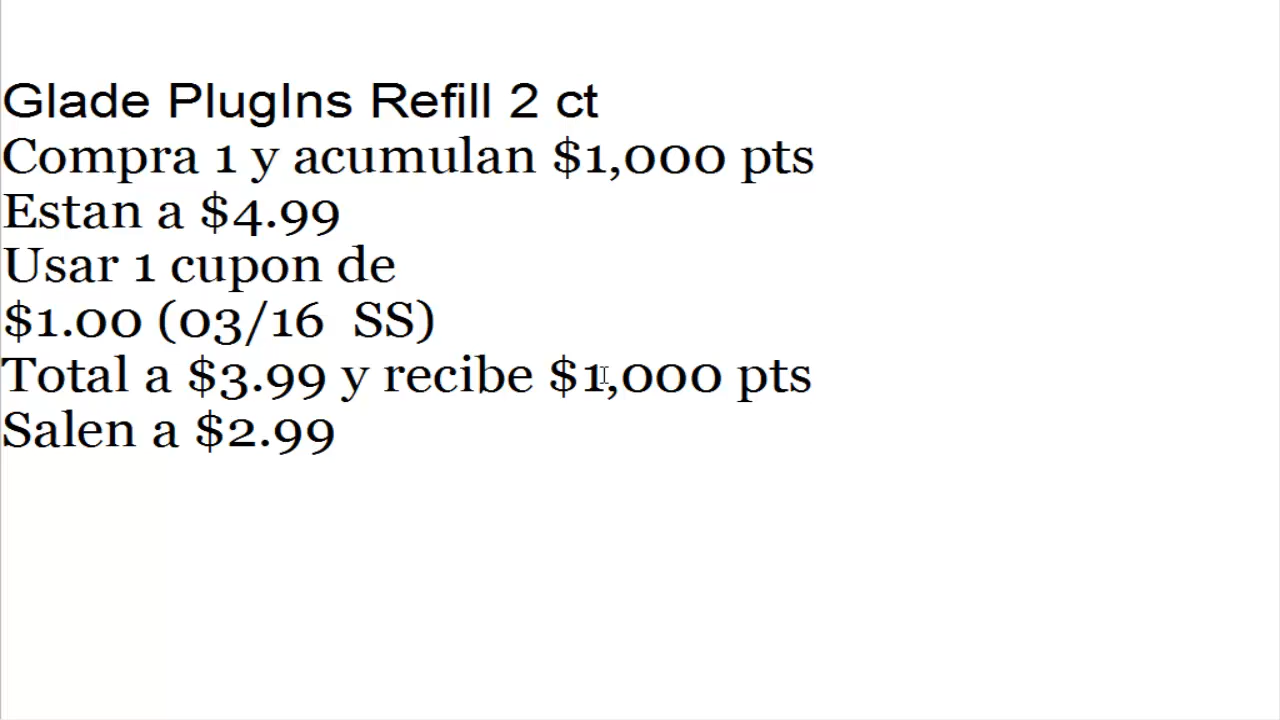 Glade PlugIns Refill 2 ct
Compra 1 y acumulan $1,000 pts
Estan a $4.99
Usar 1 cupon de
$1.00 (03/16  SS)
Total a $3.99 y recibe $1,000 pts
Salen a $2.99